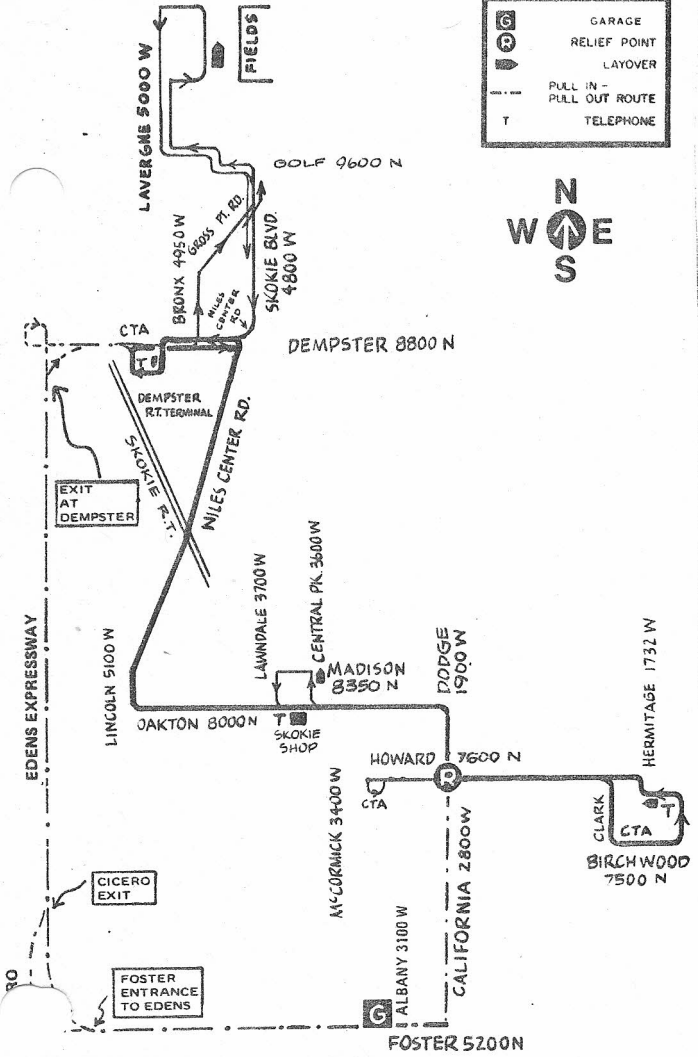 G GARAGE
R RELIEF POINT
LAYOVER
PULL IN -
PULL OUT ROUTE
T TELEPHONE
N
W E
S
FIELDS
LAVERGNE 5000 W
GOLF 9600 N
BRONX 4950 W
GROSS PT. RD.
SKOKIE BLVD.
4800 W
NILES
CENTER
RD
CTA
DEMPSTER 8800 N
T
DEMPSTER
R.T. TERMINAL
SKOKIE R.T.
NILES CENTER RD.
EXIT
AT
DEMPSTER
EDENS EXPRESSWAY
LINCOLN 5100 W
LAWNDALE 3700 W
CENTRAL PK. 3600 W
MADISON
8350 N
DODGE
1900 W
HERMITAGE 1732 W
OAKTON 8000 N
T
SKOKIE
SHOP
HOWARD 7600 N
R
CTA
McCORMICK 3400 W
CLARK
T
CTA
BIRCHWOOD
7500 N
CALIFORNIA 2800 W
CICERO
EXIT
RO
ALBANY 3100 W
FOSTER
ENTRANCE
TO EDENS
G
FOSTER 5200 N